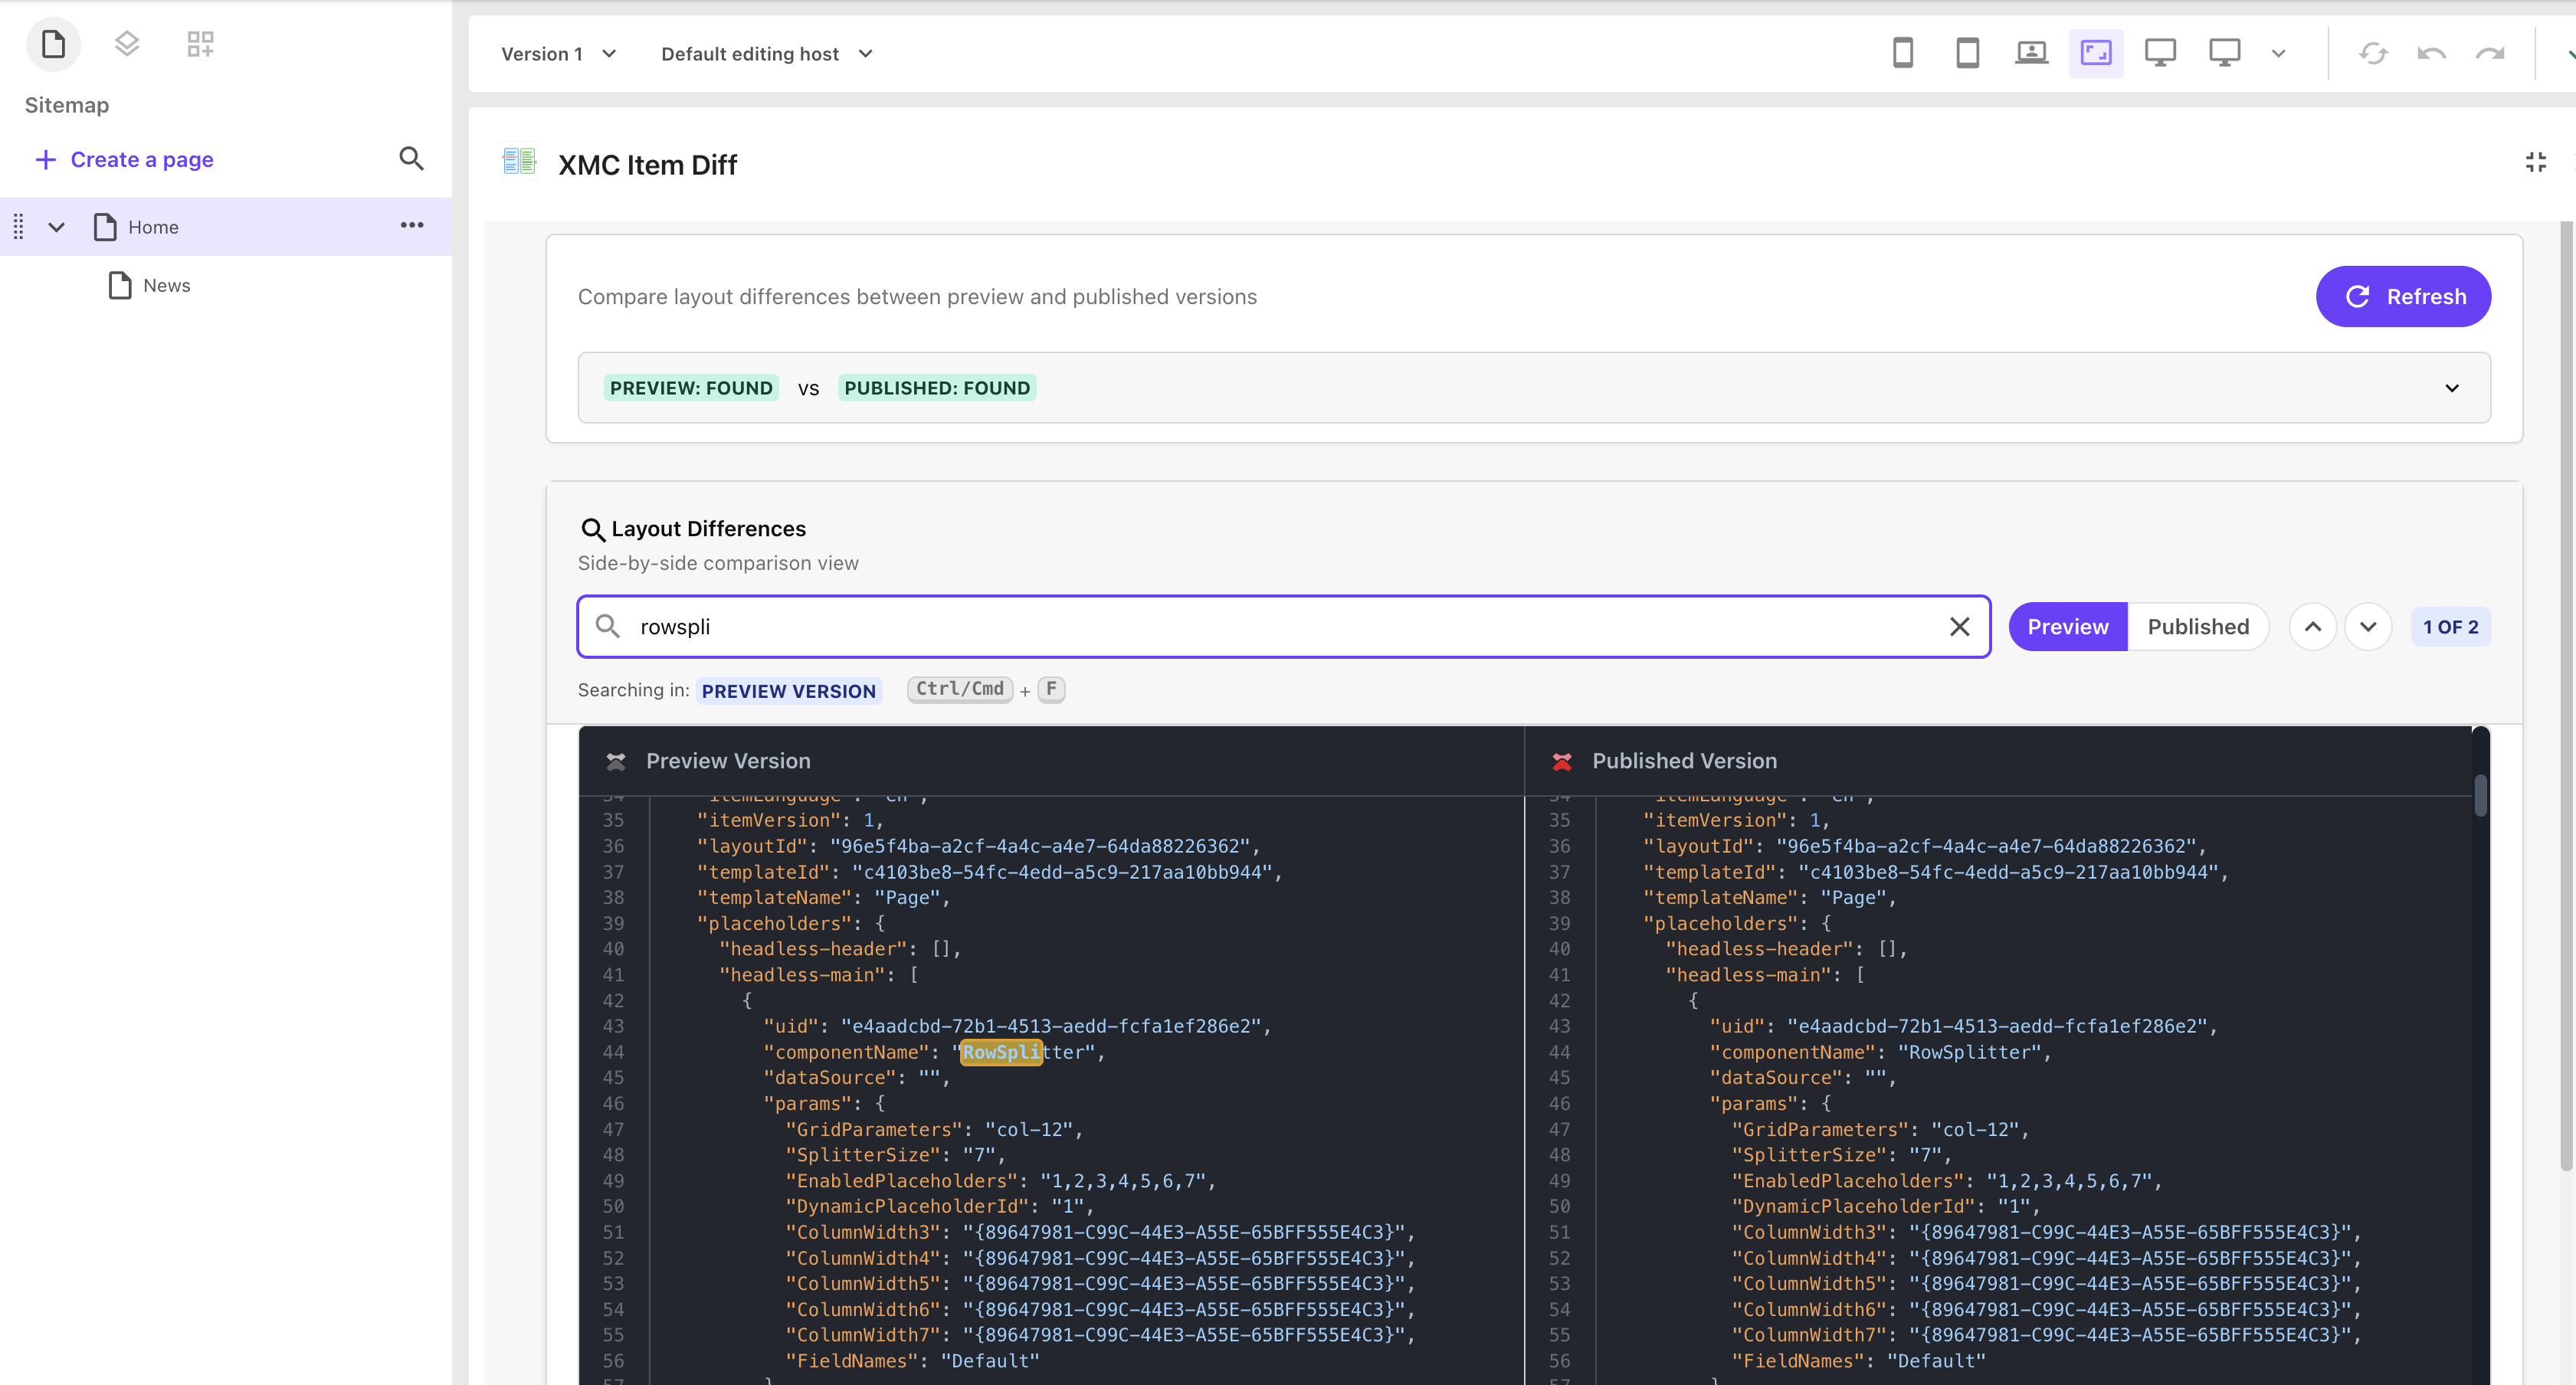 Version 1
Default editing host
Sitemap
Create a page
Home
News
XMC Item Diff
Compare layout differences between preview and published versions
Refresh
PREVIEW: FOUND vs PUBLISHED: FOUND
Layout Differences
Side-by-side comparison view
rowspli
Preview
Published
1 OF 2
Searching in: PREVIEW VERSION Ctrl/Cmd + F
Preview Version
34 "itemLanguage": "en",
35 "itemVersion": 1,
36 "layoutId": "96e5f4ba-a2cf-4a4c-a4e7-64da88226362",
37 "templateId": "c4103be8-54fc-4edd-a5c9-217aa10bb944",
38 "templateName": "Page",
39 "placeholders": {
40 "headless-header": [],
41 "headless-main": [
42 {
43 "uid": "e4aadcbd-72b1-4513-aedd-fcfa1ef286e2",
44 "componentName": "RowSplitter",
45 "dataSource": "",
46 "params": {
47 "GridParameters": "col-12",
48 "SplitterSize": "7",
49 "EnabledPlaceholders": "1,2,3,4,5,6,7",
50 "DynamicPlaceholderId": "1",
51 "ColumnWidth3": "{89647981-C99C-44E3-A55E-65BFF555E4C3}",
52 "ColumnWidth4": "{89647981-C99C-44E3-A55E-65BFF555E4C3}",
53 "ColumnWidth5": "{89647981-C99C-44E3-A55E-65BFF555E4C3}",
54 "ColumnWidth6": "{89647981-C99C-44E3-A55E-65BFF555E4C3}",
55 "ColumnWidth7": "{89647981-C99C-44E3-A55E-65BFF555E4C3}",
56 "FieldNames": "Default"
57 }
Published Version
34 "itemLanguage": "en",
35 "itemVersion": 1,
36 "layoutId": "96e5f4ba-a2cf-4a4c-a4e7-64da88226362",
37 "templateId": "c4103be8-54fc-4edd-a5c9-217aa10bb944",
38 "templateName": "Page",
39 "placeholders": {
40 "headless-header": [],
41 "headless-main": [
42 {
43 "uid": "e4aadcbd-72b1-4513-aedd-fcfa1ef286e2",
44 "componentName": "RowSplitter",
45 "dataSource": "",
46 "params": {
47 "GridParameters": "col-12",
48 "SplitterSize": "7",
49 "EnabledPlaceholders": "1,2,3,4,5,6,7",
50 "DynamicPlaceholderId": "1",
51 "ColumnWidth3": "{89647981-C99C-44E3-A55E-65BFF555E4C3}",
52 "ColumnWidth4": "{89647981-C99C-44E3-A55E-65BFF555E4C3}",
53 "ColumnWidth5": "{89647981-C99C-44E3-A55E-65BFF555E4C3}",
54 "ColumnWidth6": "{89647981-C99C-44E3-A55E-65BFF555E4C3}",
55 "ColumnWidth7": "{89647981-C99C-44E3-A55E-65BFF555E4C3}",
56 "FieldNames": "Default"
57 }